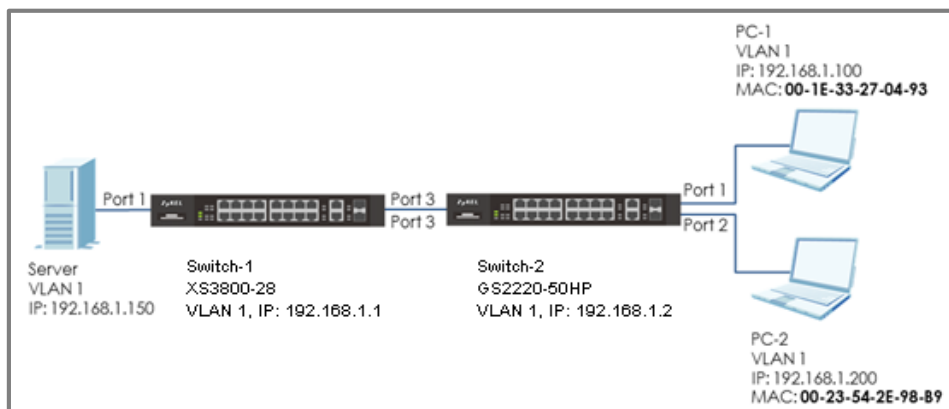 PC-1
VLAN 1
IP: 192.168.1.100
MAC: 00-1E-33-27-04-93
Port 1
ZyXEL
Port 3
Port 3
ZyXEL
Port 1
Port 2
Server
VLAN 1
IP: 192.168.1.150
Switch-1
XS3800-28
VLAN 1, IP: 192.168.1.1
Switch-2
GS2220-50HP
VLAN 1, IP: 192.168.1.2
PC-2
VLAN 1
IP: 192.168.1.200
MAC: 00-23-54-2E-98-B9